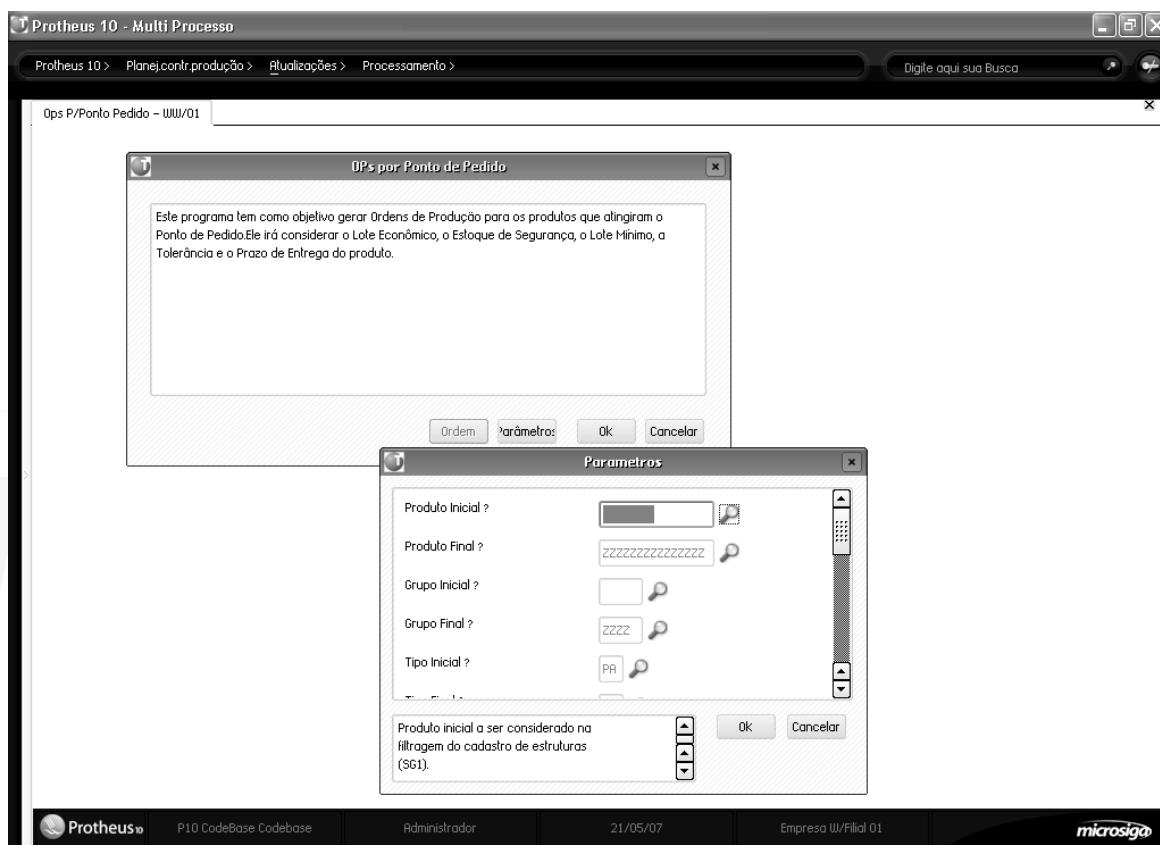 Protheus 10 - Multi Processo
Protheus 10 > Planej.contr.produção > Atualizações > Processamento >
Digite aqui sua Busca
Ops P/Ponto Pedido - WW/01
OPs por Ponto de Pedido
Este programa tem como objetivo gerar Ordens de Produção para os produtos que atingiram o
Ponto de Pedido.Ele irá considerar o Lote Econômico, o Estoque de Segurança, o Lote Mínimo, a
Tolerância e o Prazo de Entrega do produto.
Ordem
Parâmetros
Ok
Cancelar
Parametros
Produto Inicial ?
Produto Final ? ZZZZZZZZZZZZZZZ
Grupo Inicial ?
Grupo Final ? ZZZZ
Tipo Inicial ? PA
Produto inicial a ser considerado na
filtragem do cadastro de estruturas
(SG1).
Ok
Cancelar
Protheus10
P10 CodeBase Codebase
Administrador
21/05/07
Empresa W/Filial 01
microsiga